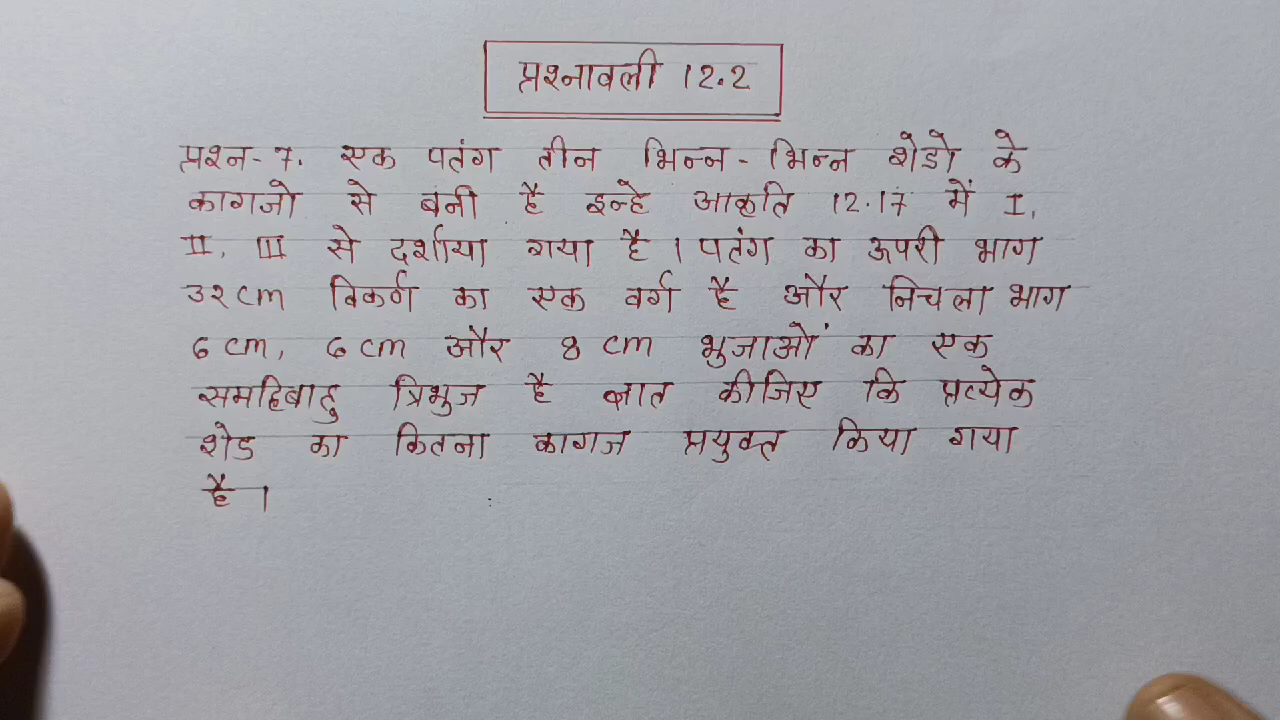 प्रश्नावली 12.2
प्रश्न-7. एक पतंग तीन भिन्न-भिन्न शेडो के
कागजो से बनी है इन्हे आकृति 12.17 में I,
II, III से दर्शाया गया है। पतंग का ऊपरी भाग
32 cm विकर्ण का एक वर्ग है और निचला भाग
6 cm, 6 cm और 8 cm भुजाओं का एक
समद्विबाहु त्रिभुज है ज्ञात कीजिए कि प्रत्येक
शेड का कितना कागज प्रयुक्त किया गया
है।